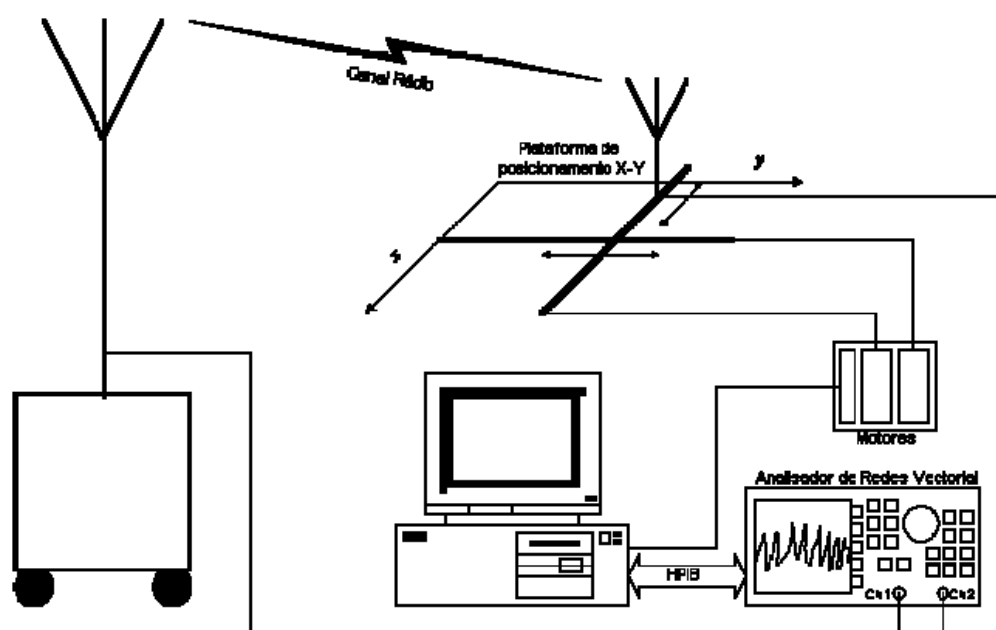 Canal Rádio
Plataforma de
posicionamento X-Y
y
Motores
Analisador de Redes Vectorial
HPIB
Ch1
Ch2